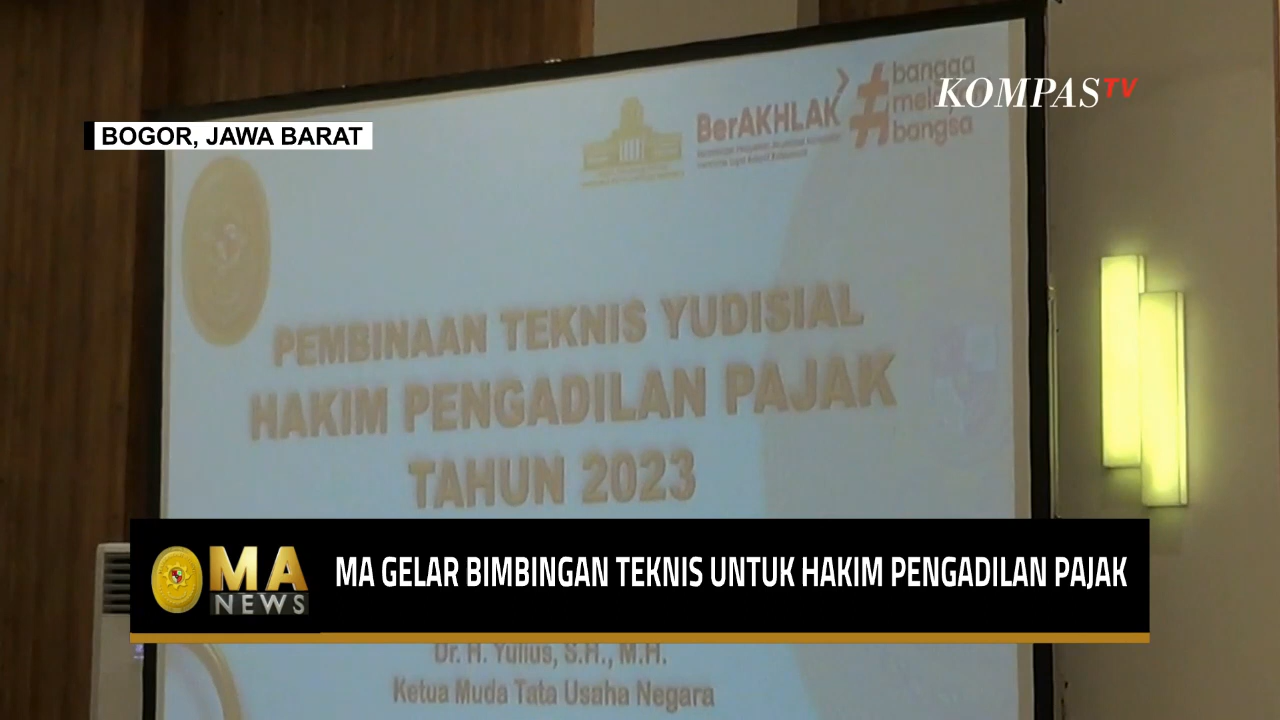 bangga
KOMPASTV
BerAKHLAK
#
bangsa
BOGOR, JAWA BARAT
PEMBINAAN TEKNIS YUDISIAL
HAKIM PENGADILAN PAJAK
TAHUN 2023
MA
NEWS
MA GELAR BIMBINGAN TEKNIS UNTUK HAKIM PENGADILAN PAJAK
Dr. H. Yulius, S.H., M.H.
Ketua Muda Tata Usaha Negara